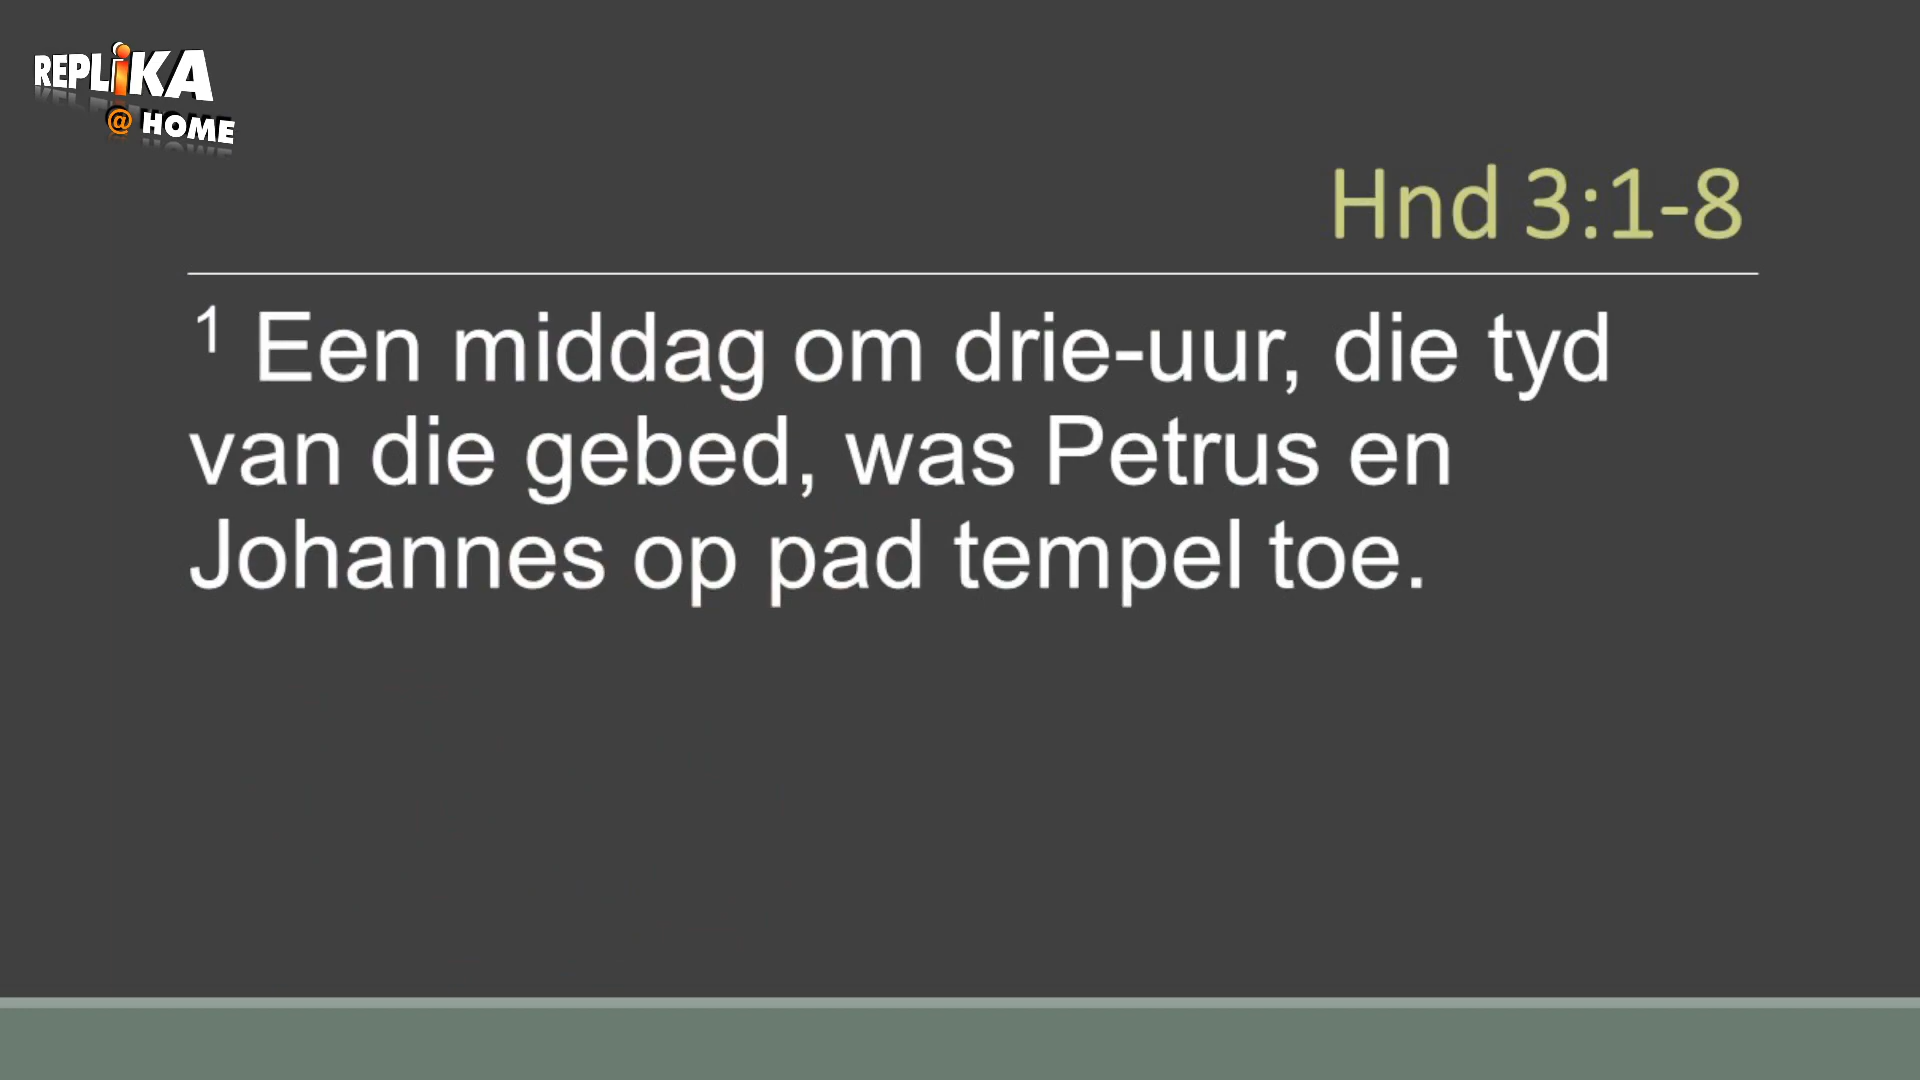 REPLiKA
@ HOME
Hnd 3:1-8
1 Een middag om drie-uur, die tyd
van die gebed, was Petrus en
Johannes op pad tempel toe.